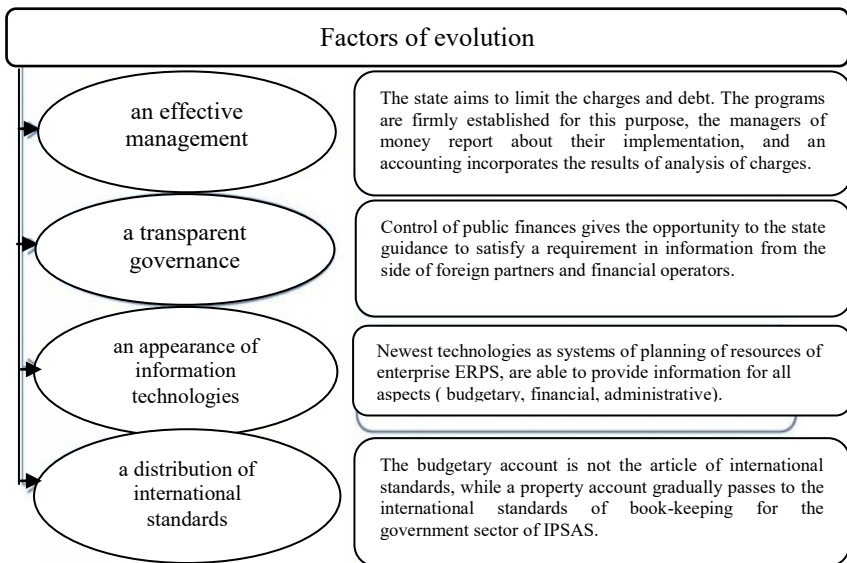 Factors of evolution
an effective
management
The state aims to limit the charges and debt. The programs
are firmly established for this purpose, the managers of
money report about their implementation, and an
accounting incorporates the results of analysis of charges.
a transparent
governance
Control of public finances gives the opportunity to the state
guidance to satisfy a requirement in information from the
side of foreign partners and financial operators.
an appearance of
information
technologies
Newest technologies as systems of planning of resources of
enterprise ERPS, are able to provide information for all
aspects ( budgetary, financial, administrative).
a distribution of
international
standards
The budgetary account is not the article of international
standards, while a property account gradually passes to the
international standards of book-keeping for the
government sector of IPSAS.